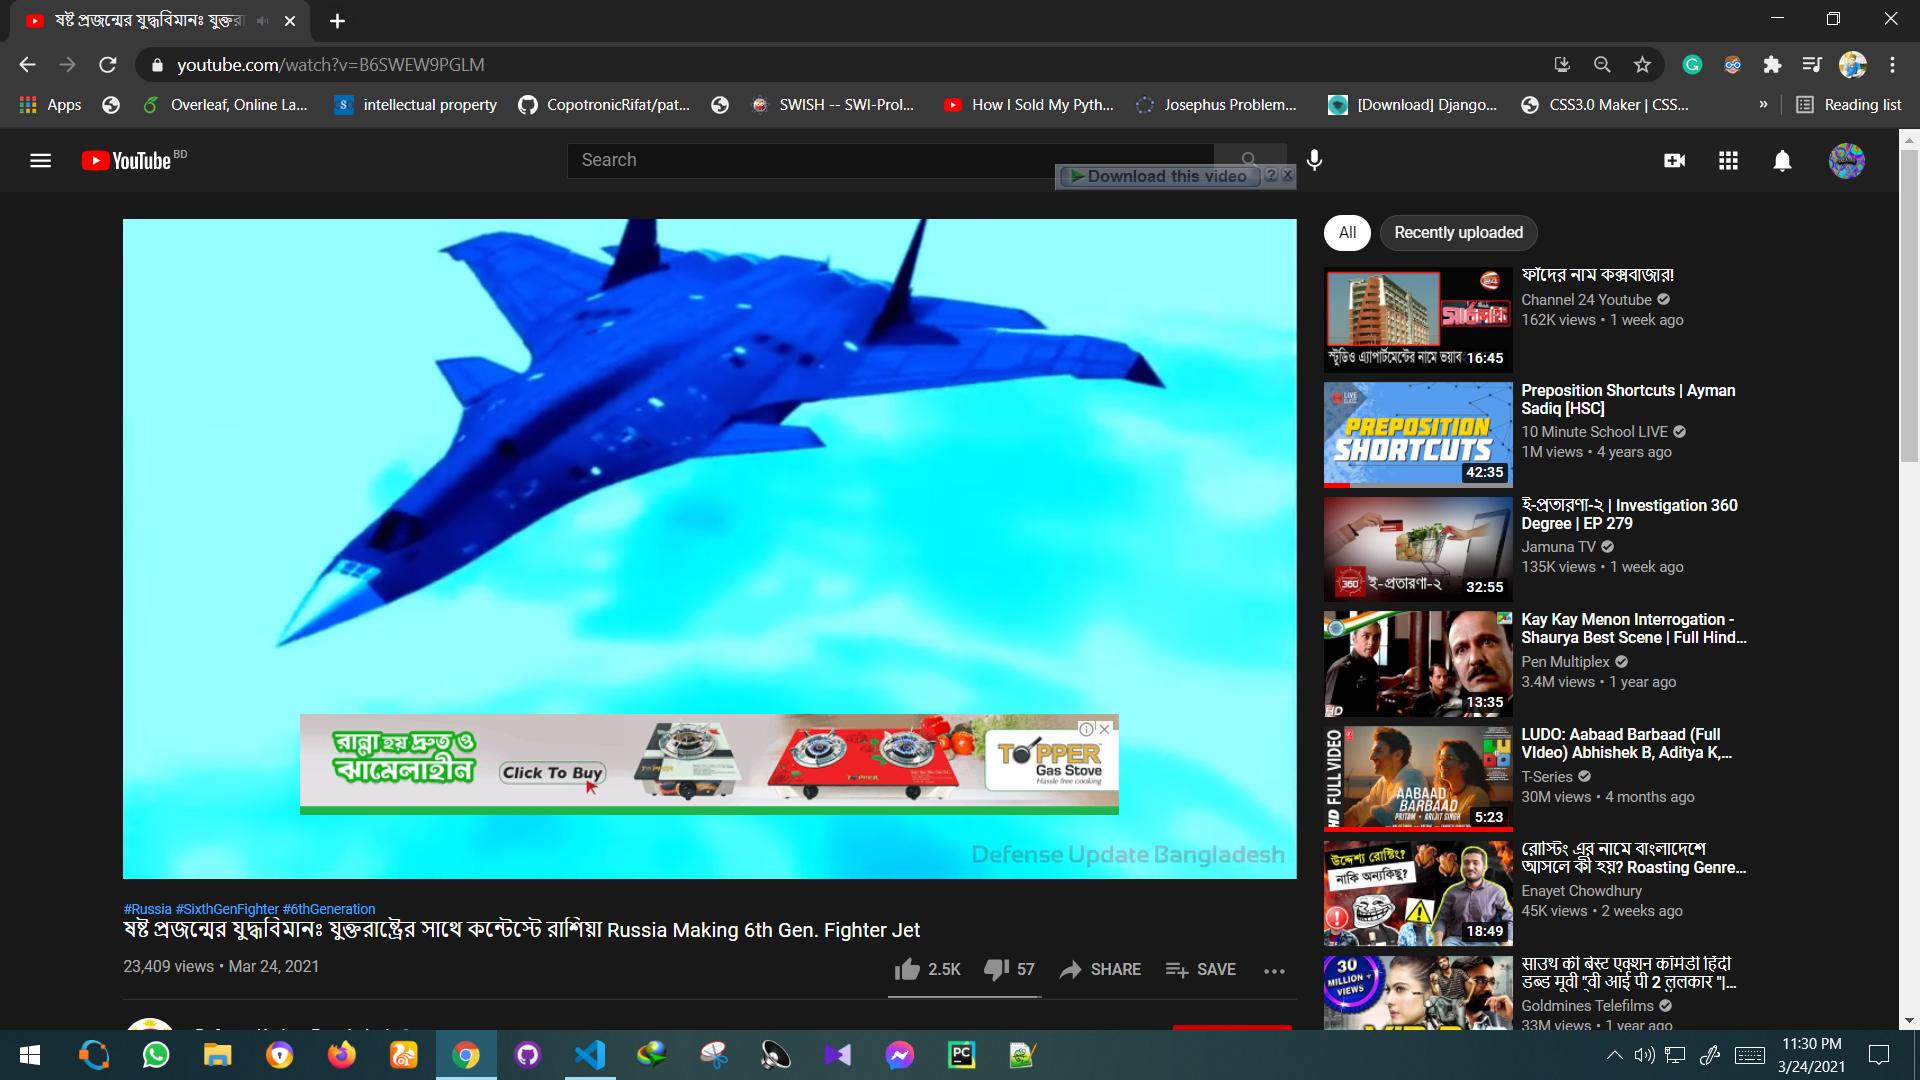 ষষ্ট প্রজন্মের যুদ্ধবিমানঃ যুক্তরা
youtube.com/watch?v=B6SWEW9PGLM
Apps
Overleaf, Online La...
intellectual property
CopotronicRifat/pat...
SWISH -- SWI-Prol...
How I Sold My Pyth...
Josephus Problem...
[Download] Django...
CSS3.0 Maker | CSS...
»
Reading list
YouTube BD
Search
Download this video
All
Recently uploaded
ফাঁদের নাম কক্সবাজার!
Channel 24 Youtube
162K views • 1 week ago
24
সার্চলাইট
স্টুডিও এ্যাপার্টমেন্টের নামে ভয়াব
16:45
Preposition Shortcuts | Ayman
Sadiq [HSC]
10 Minute School LIVE
1M views • 4 years ago
LIVE
PREPOSITION
SHORTCUTS
42:35
ই-প্রতারণা-২ | Investigation 360
Degree | EP 279
Jamuna TV
135K views • 1 week ago
360
ই-প্রতারণা-২
32:55
Kay Kay Menon Interrogation -
Shaurya Best Scene | Full Hind...
Pen Multiplex
3.4M views • 1 year ago
HD
13:35
LUDO: Aabaad Barbaad (Full
VIdeo) Abhishek B, Aditya K,...
T-Series
30M views • 4 months ago
HD FULL VIDEO
AABAAD
BARBAAD
PRITAM • ARIJIT SINGH
5:23
রোস্টিং এর নামে বাংলাদেশে
আসলে কী হয়? Roasting Genre...
Enayet Chowdhury
45K views • 2 weeks ago
উদ্দেশ্য রোস্টিং?
নাকি অন্যকিছু?
18:49
साउथ की बेस्ट एक्शन कॉमेडी हिंदी
डब्ड मूवी "वी आई पी 2 ललकार "|...
Goldmines Telefilms
33M views • 1 year ago
30
MILLION +
VIEWS
রান্না হয় দ্রুত ও
ঝামেলাহীন
Click To Buy
TOPPER
TOPPER
TOPPER
Gas Stove
Hassle free cooking
Defense Update Bangladesh
#Russia #SixthGenFighter #6thGeneration
ষষ্ট প্রজন্মের যুদ্ধবিমানঃ যুক্তরাষ্ট্রের সাথে কন্টেস্টে রাশিয়া Russia Making 6th Gen. Fighter Jet
23,409 views • Mar 24, 2021
2.5K
57
SHARE
SAVE
11:30 PM
3/24/2021